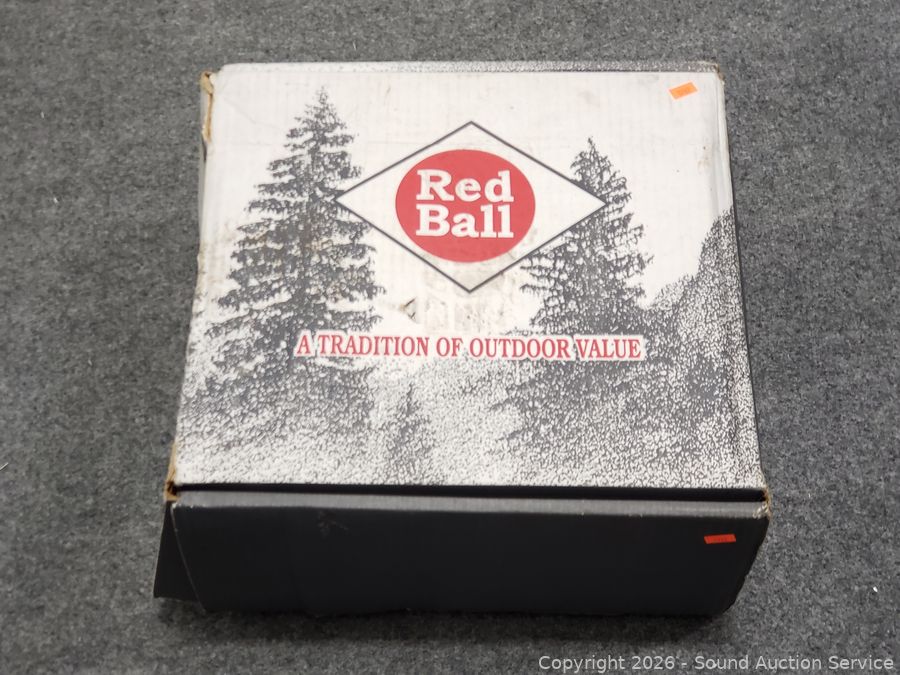 Red
Ball
A TRADITION OF OUTDOOR VALUE
Copyright 2026 - Sound Auction Service